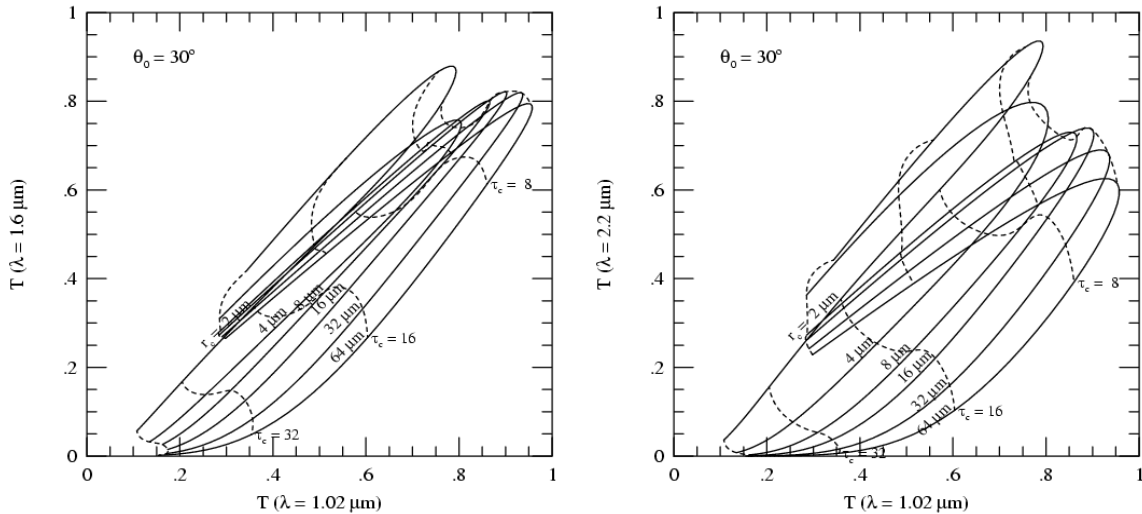 1
.8
.6
.4
.2
0
0
.2
.4
.6
.8
1
T (λ = 1.6 μm)
T (λ = 1.02 μm)
θ₀ = 30°
τc = 8
τc = 16
τc = 32
rc = 2 μm
4 μm
8 μm
16 μm
32 μm
64 μm
1
.8
.6
.4
.2
0
0
.2
.4
.6
.8
1
T (λ = 2.2 μm)
T (λ = 1.02 μm)
θ₀ = 30°
τc = 8
τc = 16
τc = 32
rc = 2 μm
4 μm
8 μm
16 μm
32 μm
64 μm